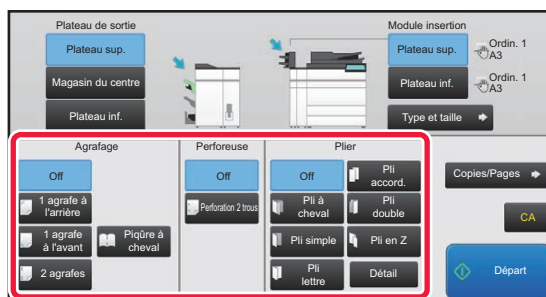 Plateau de sortie
Plateau sup.
Magasin du centre
Plateau inf.
Module insertion
Plateau sup.
Ordin. 1
A3
Plateau inf.
Ordin. 1
A3
Type et taille
Agrafage
Off
1 agrafe à
l'arrière
1 agrafe
à l'avant
Piqûre à
cheval
2 agrafes
Perforeuse
Off
Perforation 2 trous
Plier
Off
Pli
accord.
Pli à
cheval
Pli
double
Pli simple
Pli en Z
Pli
lettre
Détail
Copies/Pages
CA
Départ